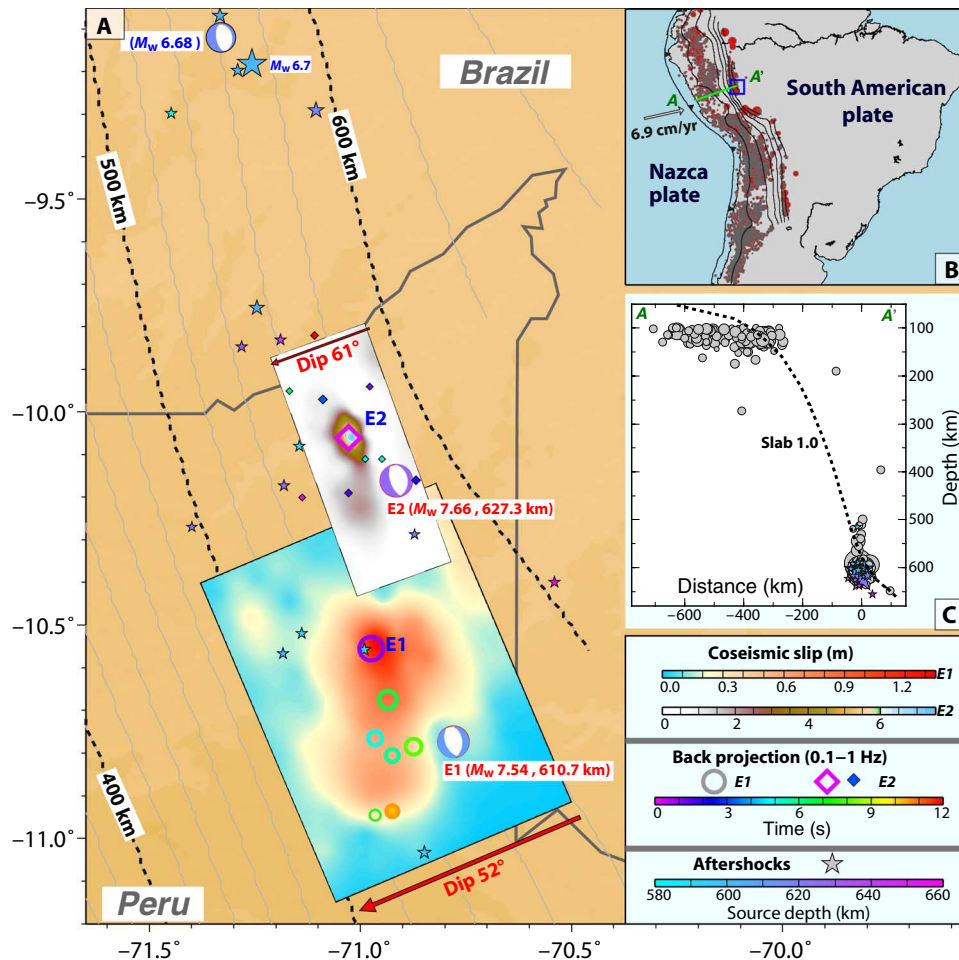 A
(Mw 6.68 )
Mw 6.7
Brazil
600 km
500 km
−9.5°
Dip 61°
−10.0°
E2
E2 (Mw 7.66 , 627.3 km)
−10.5°
E1
E1 (Mw 7.54 , 610.7 km)
400 km
−11.0°
Dip 52°
Peru
−71.5° −71.0° −70.5° −70.0°
A'
A
South American
plate
6.9 cm/yr
Nazca
plate
B
A A'
100
200
300
Slab 1.0
400
500
600
Depth (km)
Distance (km)
−600 −400 −200 0
C
Coseismic slip (m)
E1
0.0 0.3 0.6 0.9 1.2
E2
0 2 4 6 8
Back projection (0.1−1 Hz)
E1 E2
0 3 6 9 12
Time (s)
Aftershocks
580 600 620 640 660
Source depth (km)